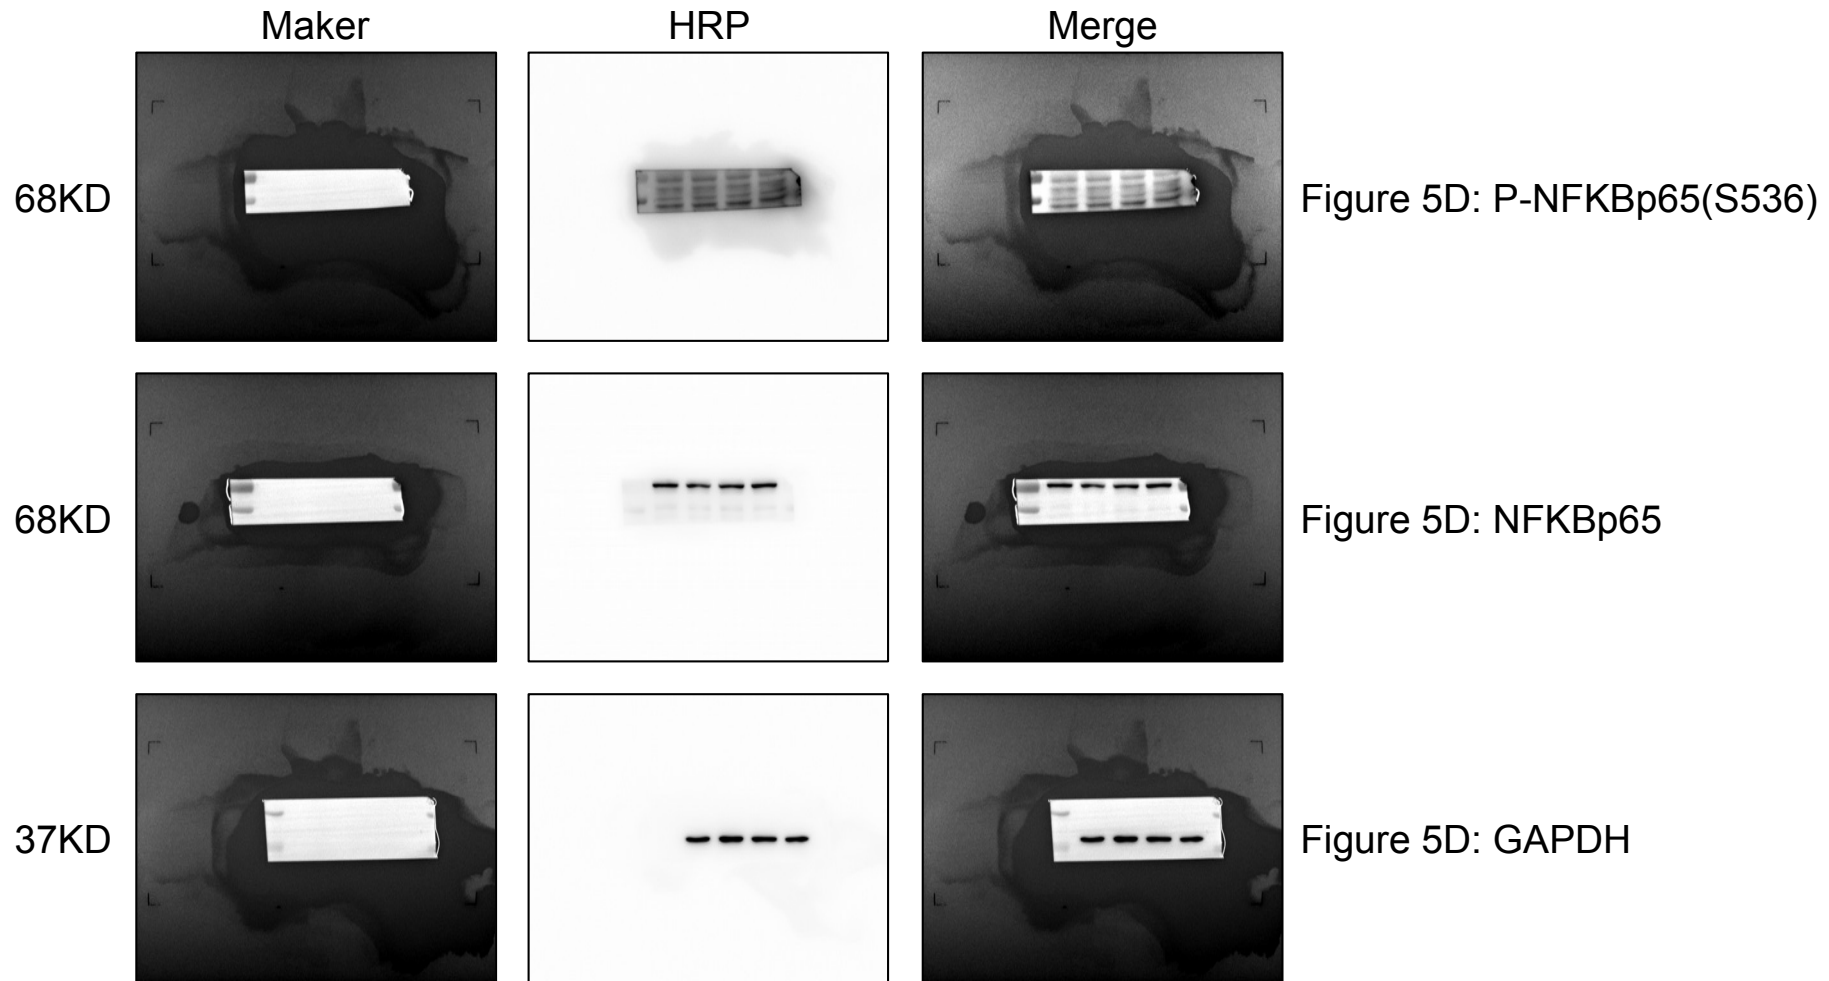 Maker HRP Merge
68KD Figure 5D: P-NFKBp65(S536)
68KD Figure 5D: NFKBp65
37KD Figure 5D: GAPDH